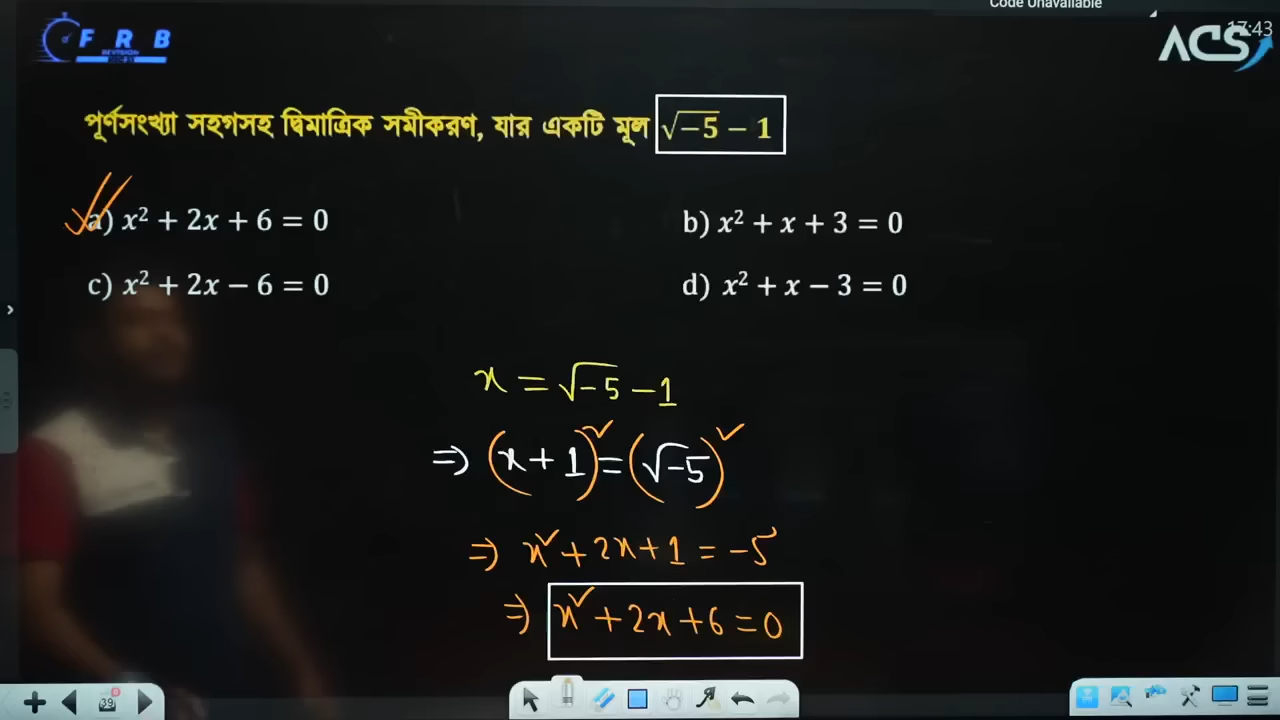 Code Unavailable
17:43
F R B
ACS
পূর্ণসংখ্যা সহগসহ দ্বিমাত্রিক সমীকরণ, যার একটি মূল √−5 − 1
a) x² + 2x + 6 = 0
b) x² + x + 3 = 0
c) x² + 2x − 6 = 0
d) x² + x − 3 = 0
x = √−5 − 1
⇒ (x + 1)² = (√−5)²
⇒ x² + 2x + 1 = −5
⇒ x² + 2x + 6 = 0
39